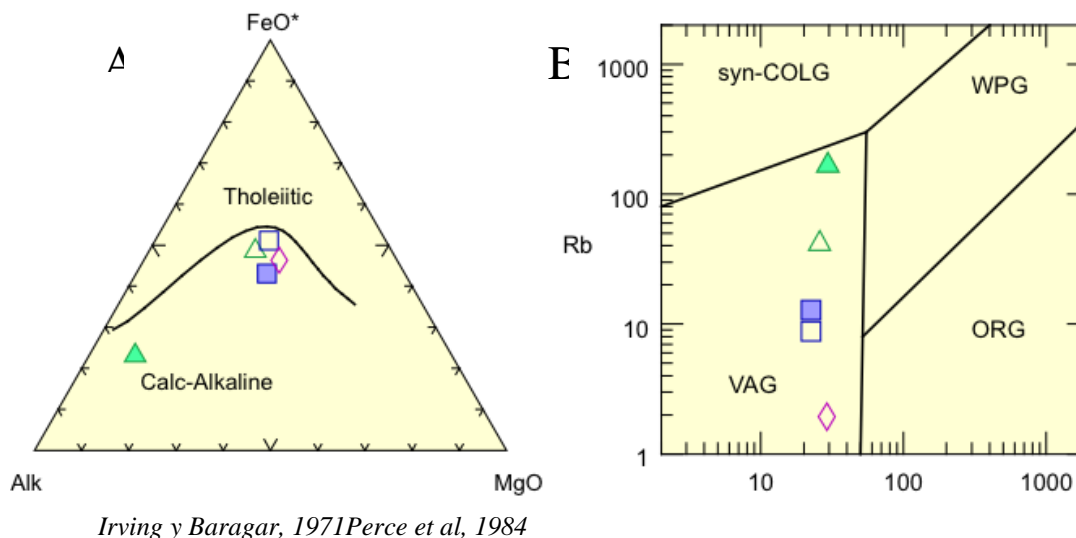 A
FeO*
Tholeiitic
Calc-Alkaline
Alk
MgO
B
1000
100
Rb
10
1
syn-COLG
WPG
VAG
ORG
10
100
1000
Irving y Baragar, 1971Perce et al, 1984